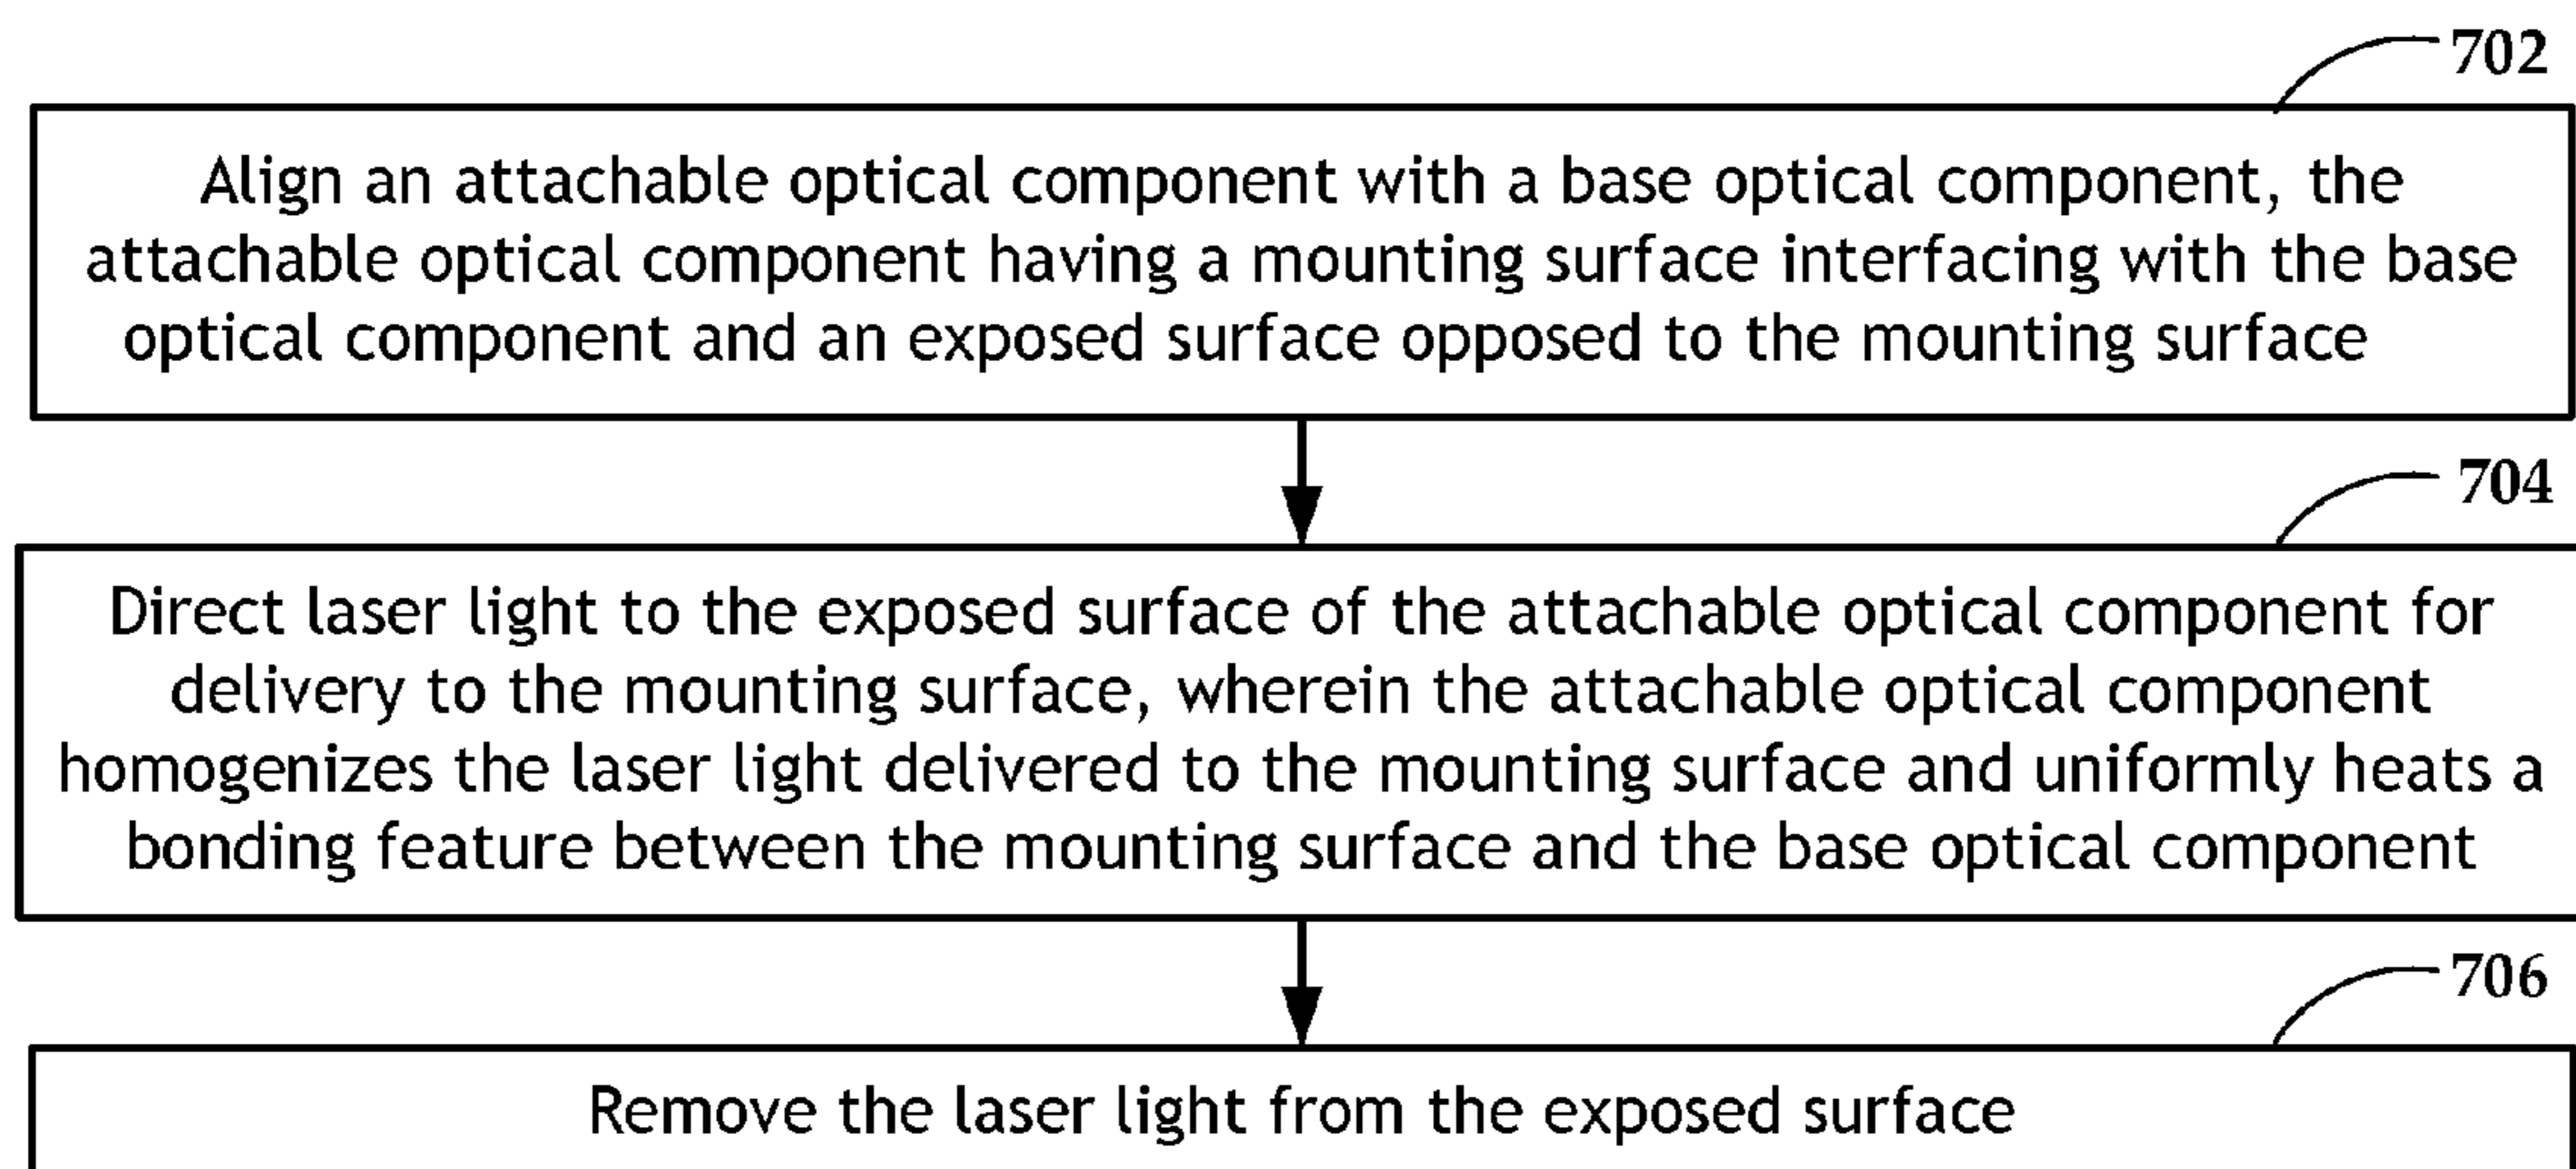 702
Align an attachable optical component with a base optical component, the
attachable optical component having a mounting surface interfacing with the base
optical component and an exposed surface opposed to the mounting surface
704
Direct laser light to the exposed surface of the attachable optical component for
delivery to the mounting surface, wherein the attachable optical component
homogenizes the laser light delivered to the mounting surface and uniformly heats a
bonding feature between the mounting surface and the base optical component
706
Remove the laser light from the exposed surface